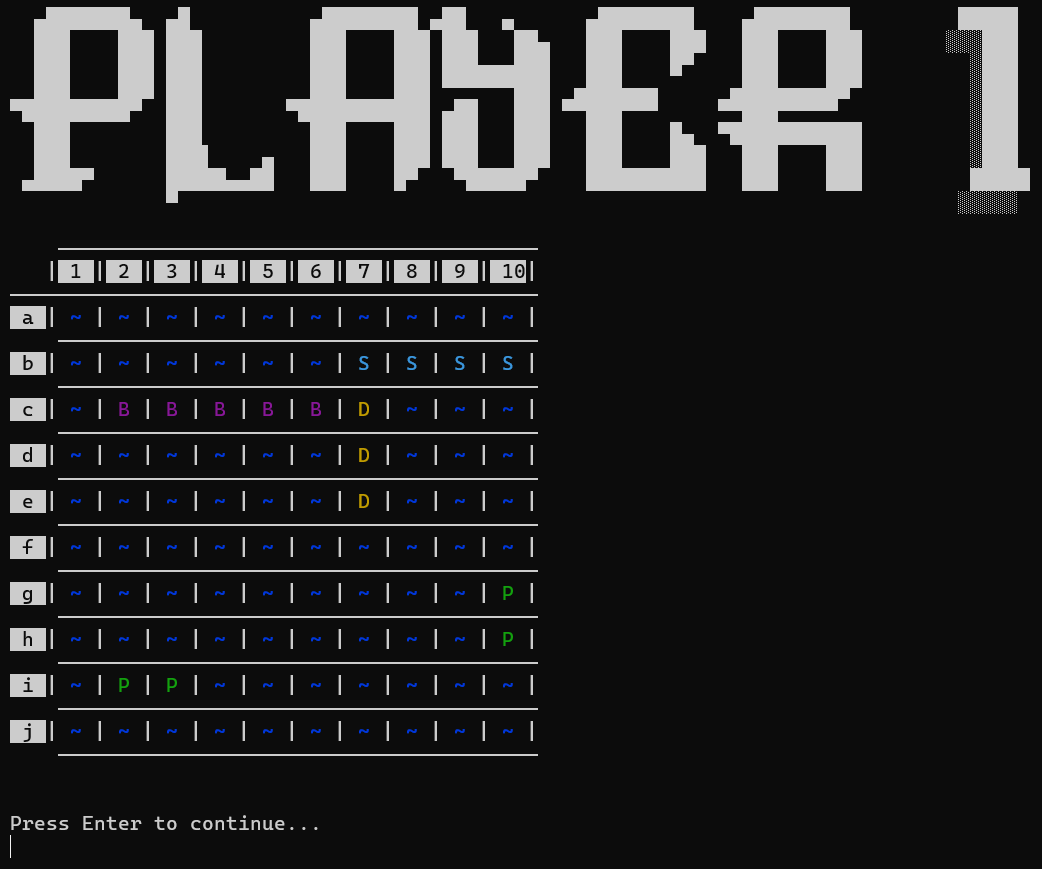 PLAYER 1
| 1 | 2 | 3 | 4 | 5 | 6 | 7 | 8 | 9 | 10|
a | ~ | ~ | ~ | ~ | ~ | ~ | ~ | ~ | ~ | ~ |
b | ~ | ~ | ~ | ~ | ~ | ~ | S | S | S | S |
c | ~ | B | B | B | B | B | D | ~ | ~ | ~ |
d | ~ | ~ | ~ | ~ | ~ | ~ | D | ~ | ~ | ~ |
e | ~ | ~ | ~ | ~ | ~ | ~ | D | ~ | ~ | ~ |
f | ~ | ~ | ~ | ~ | ~ | ~ | ~ | ~ | ~ | ~ |
g | ~ | ~ | ~ | ~ | ~ | ~ | ~ | ~ | ~ | P |
h | ~ | ~ | ~ | ~ | ~ | ~ | ~ | ~ | ~ | P |
i | ~ | P | P | ~ | ~ | ~ | ~ | ~ | ~ | ~ |
j | ~ | ~ | ~ | ~ | ~ | ~ | ~ | ~ | ~ | ~ |
Press Enter to continue...